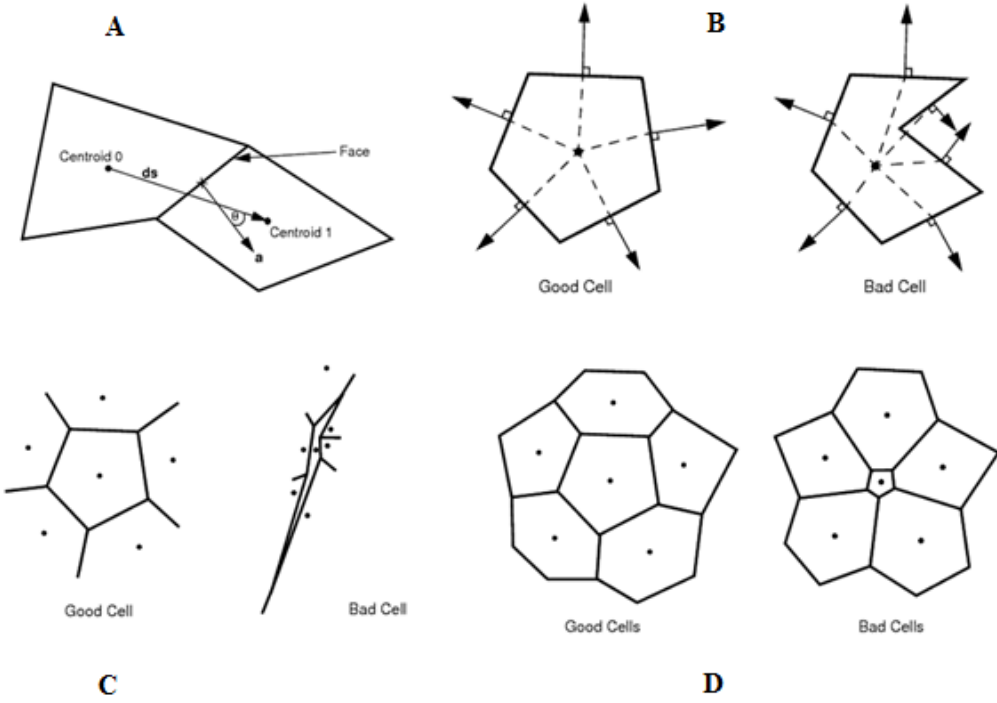 A
B
Centroid 0
ds
Face
θ
Centroid 1
a
Good Cell
Bad Cell
Good Cell
Bad Cell
Good Cells
Bad Cells
C
D